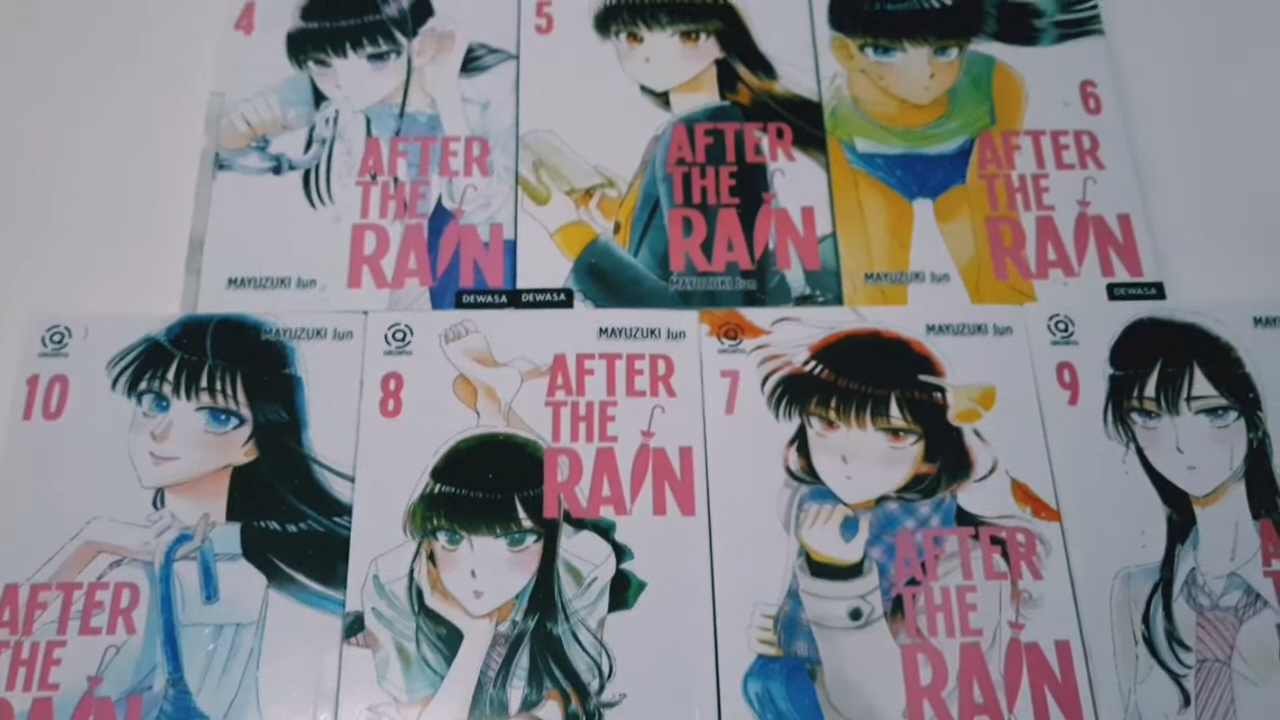 4
AFTER
THE
RAIN
MAYUZUKI Jun
DEWASA
5
AFTER
THE
RAIN
MAYUZUKI Jun
DEWASA
6
AFTER
THE
RAIN
MAYUZUKI Jun
DEWASA
10
MAYUZUKI Jun
AFTER
THE
RAIN
8
MAYUZUKI Jun
AFTER
THE
RAIN
7
MAYUZUKI Jun
AFTER
THE
RAIN
9